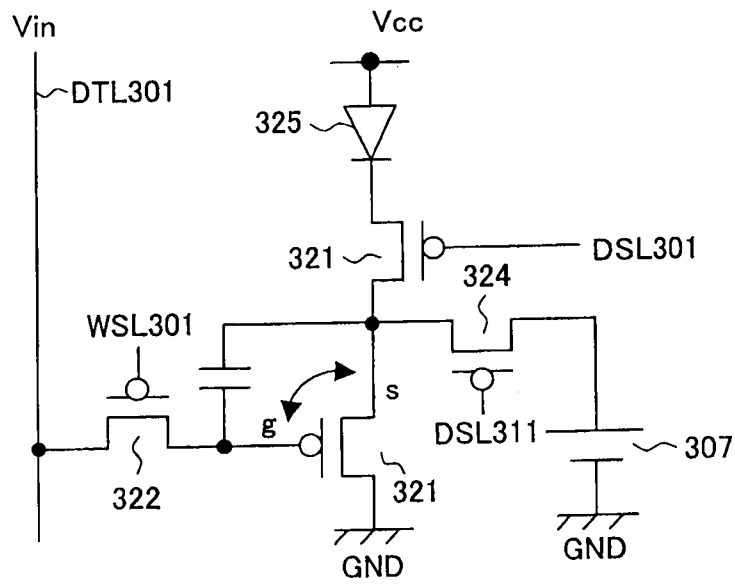 Vin
Vcc
DTL301
325
321
DSL301
324
WSL301
g
s
DSL311
307
322
321
GND
GND